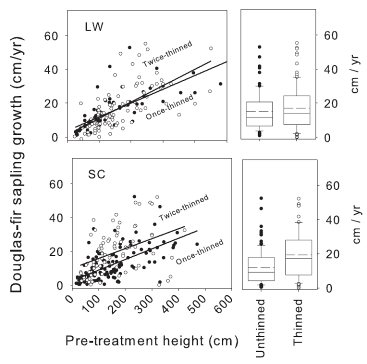 LW
Twice-thinned
Once-thinned
60
40
20
0
60
40
20
0
cm / yr
Douglas-fir sapling growth (cm/yr)
SC
Twice-thinned
Once-thinned
60
40
20
0
60
40
20
0
cm / yr
0
100
200
300
400
500
600
Pre-treatment height (cm)
Unthinned
Thinned